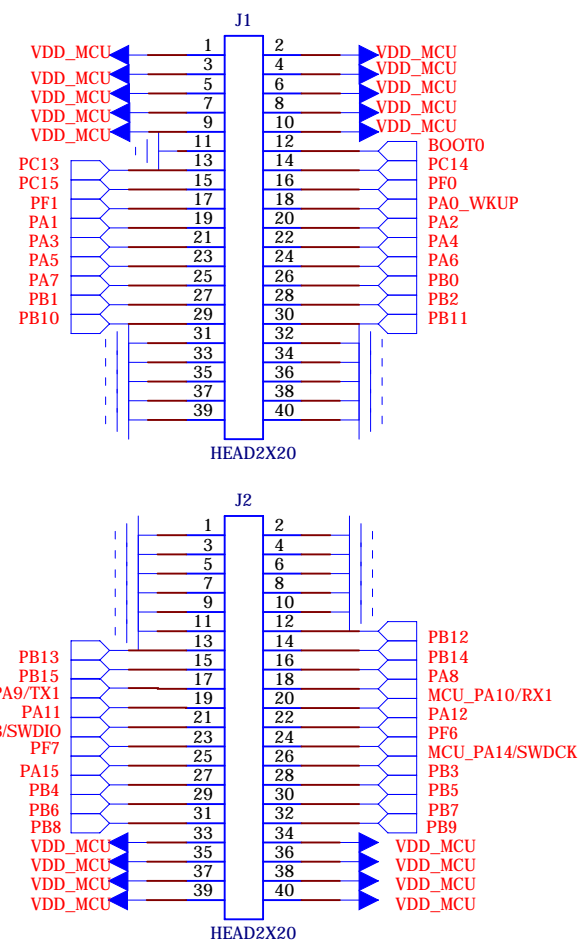 J1
VDD_MCU 1 2 VDD_MCU
VDD_MCU 3 4 VDD_MCU
VDD_MCU 5 6 VDD_MCU
VDD_MCU 7 8 VDD_MCU
VDD_MCU 9 10 VDD_MCU
11 12 BOOT0
PC13 13 14 PC14
PC15 15 16 PF0
PF1 17 18 PA0_WKUP
PA1 19 20 PA2
PA3 21 22 PA4
PA5 23 24 PA6
PA7 25 26 PB0
PB1 27 28 PB2
PB10 29 30 PB11
31 32
33 34
35 36
37 38
39 40
HEAD2X20
J2
1 2
3 4
5 6
7 8
9 10
11 12 PB12
PB13 13 14 PB14
PB15 15 16 PA8
PA9/TX1 17 18 MCU_PA10/RX1
PA11 19 20 PA12
/SWDIO 21 22 PF6
PF7 23 24 MCU_PA14/SWDCK
PA15 25 26 PB3
PB4 27 28 PB5
PB6 29 30 PB7
PB8 31 32 PB9
VDD_MCU 33 34 VDD_MCU
VDD_MCU 35 36 VDD_MCU
VDD_MCU 37 38 VDD_MCU
VDD_MCU 39 40 VDD_MCU
HEAD2X20